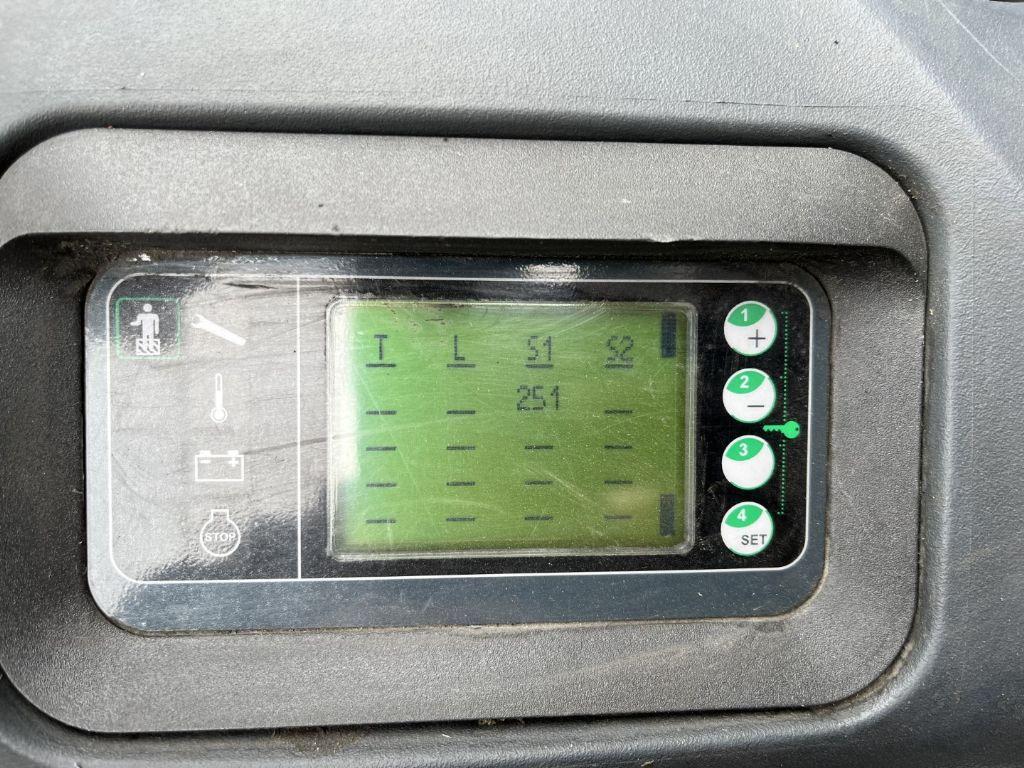 T L S1 S2
— — 251 —
— — — —
— — — —
— — — —
1 +
2 −
3
4 SET
STOP
− +